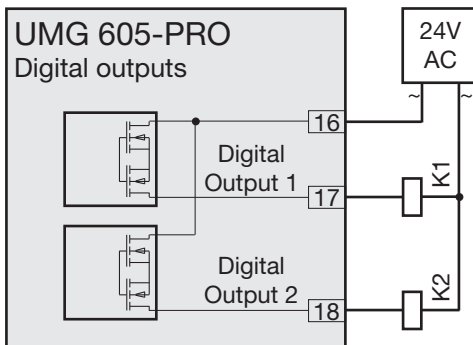 UMG 605-PRO
Digital outputs
24V
AC
~ ~
16
Digital
Output 1
17
K1
Digital
Output 2
18
K2